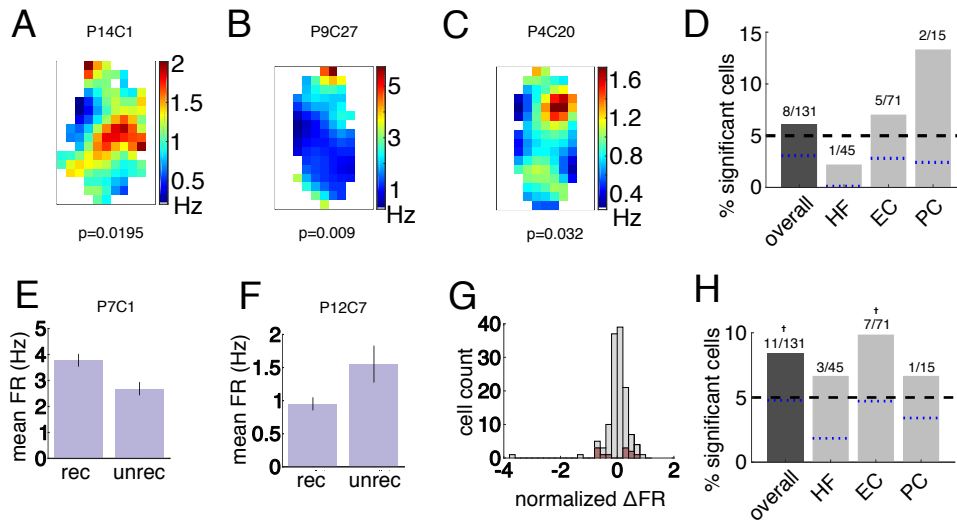 A
P14C1
2
1.5
1
0.5
Hz
p=0.0195
B
P9C27
5
3
1
Hz
p=0.009
C
P4C20
1.6
1.2
0.8
0.4
0.26
Hz
p=0.032
D
% significant cells
15
10
5
0
8/131
1/45
5/71
2/15
overall
HF
EC
PC
E
P7C1
mean FR (Hz)
5
4
3
2
1
0
rec
unrec
F
P12C7
mean FR (Hz)
2
1.5
1
0.5
0
rec
unrec
G
cell count
40
30
20
10
0
-4
-2
0
2
normalized ΔFR
H
% significant cells
10
5
0
†
11/131
3/45
†
7/71
1/15
overall
HF
EC
PC